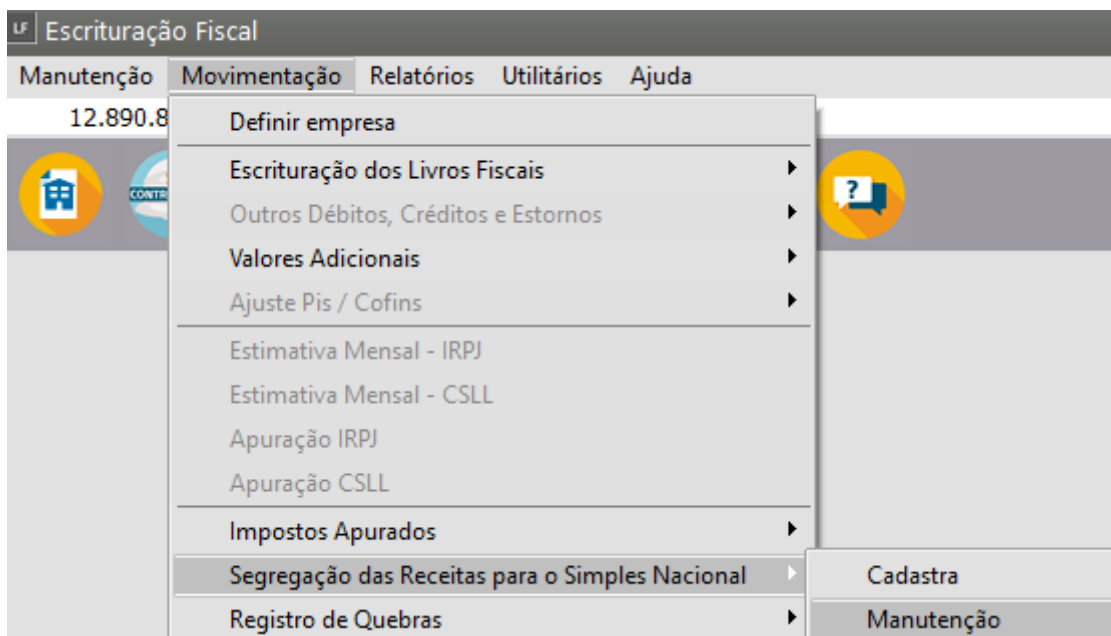 LF Escrituração Fiscal
Manutenção Movimentação Relatórios Utilitários Ajuda
12.890.8
Definir empresa
Escrituração dos Livros Fiscais
CONTR
?
Outros Débitos, Créditos e Estornos
Valores Adicionais
Ajuste Pis / Cofins
Estimativa Mensal - IRPJ
Estimativa Mensal - CSLL
Apuração IRPJ
Apuração CSLL
Impostos Apurados
Segregação das Receitas para o Simples Nacional
Cadastra
Registro de Quebras
Manutenção